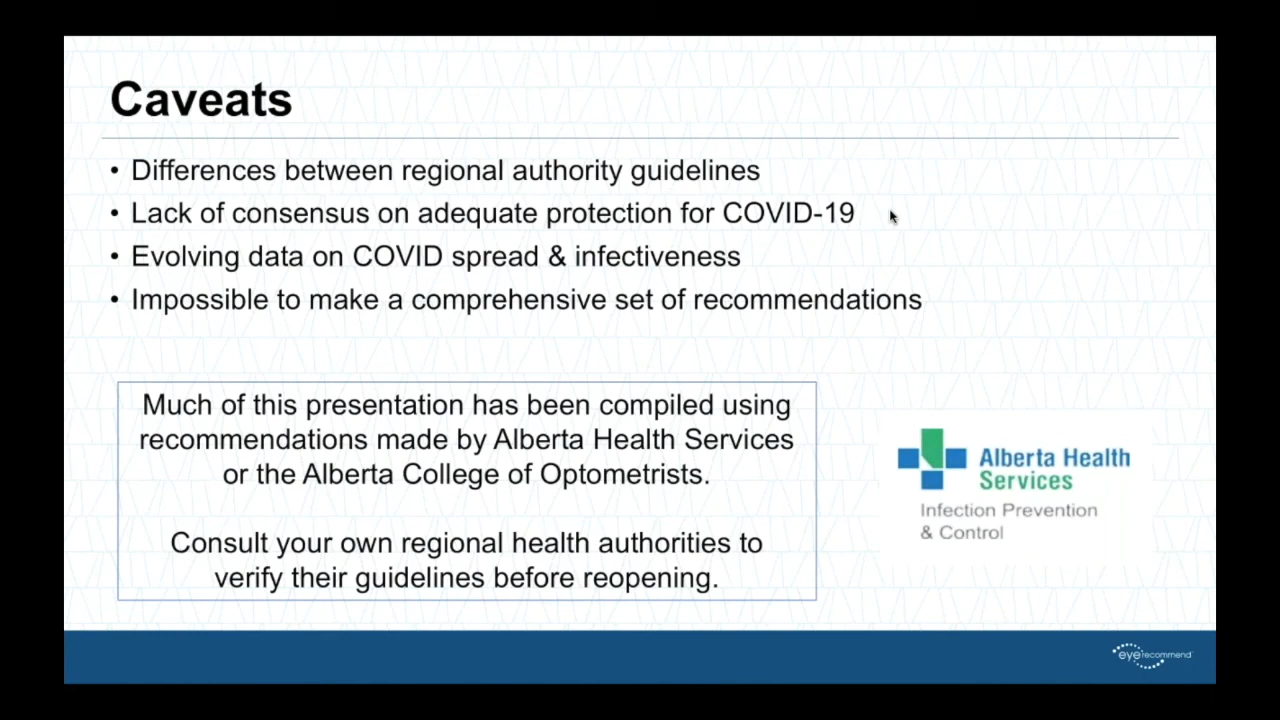 Caveats
• Differences between regional authority guidelines
• Lack of consensus on adequate protection for COVID-19
• Evolving data on COVID spread & infectiveness
• Impossible to make a comprehensive set of recommendations
Much of this presentation has been compiled using
recommendations made by Alberta Health Services
or the Alberta College of Optometrists.
Consult your own regional health authorities to
verify their guidelines before reopening.
Alberta Health
Services
Infection Prevention
& Control
eyerecommend